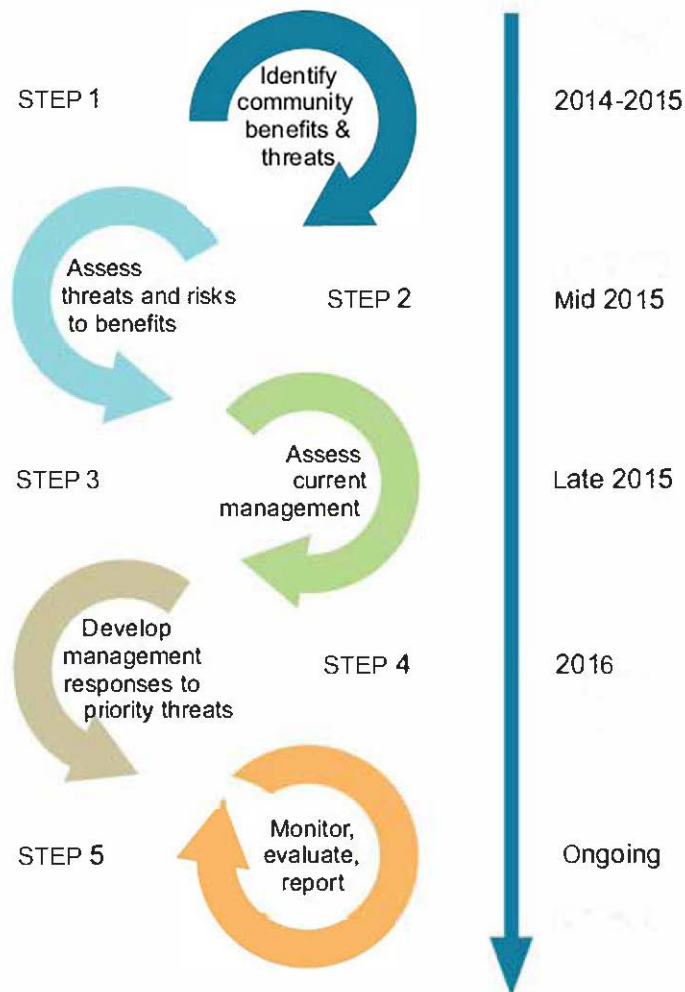 STEP 1
Identify
community
benefits &
threats
2014-2015
Assess
threats and risks
to benefits
STEP 2
Mid 2015
STEP 3
Assess
current
management
Late 2015
Develop
management
responses to
priority threats
STEP 4
2016
STEP 5
Monitor,
evaluate,
report
Ongoing